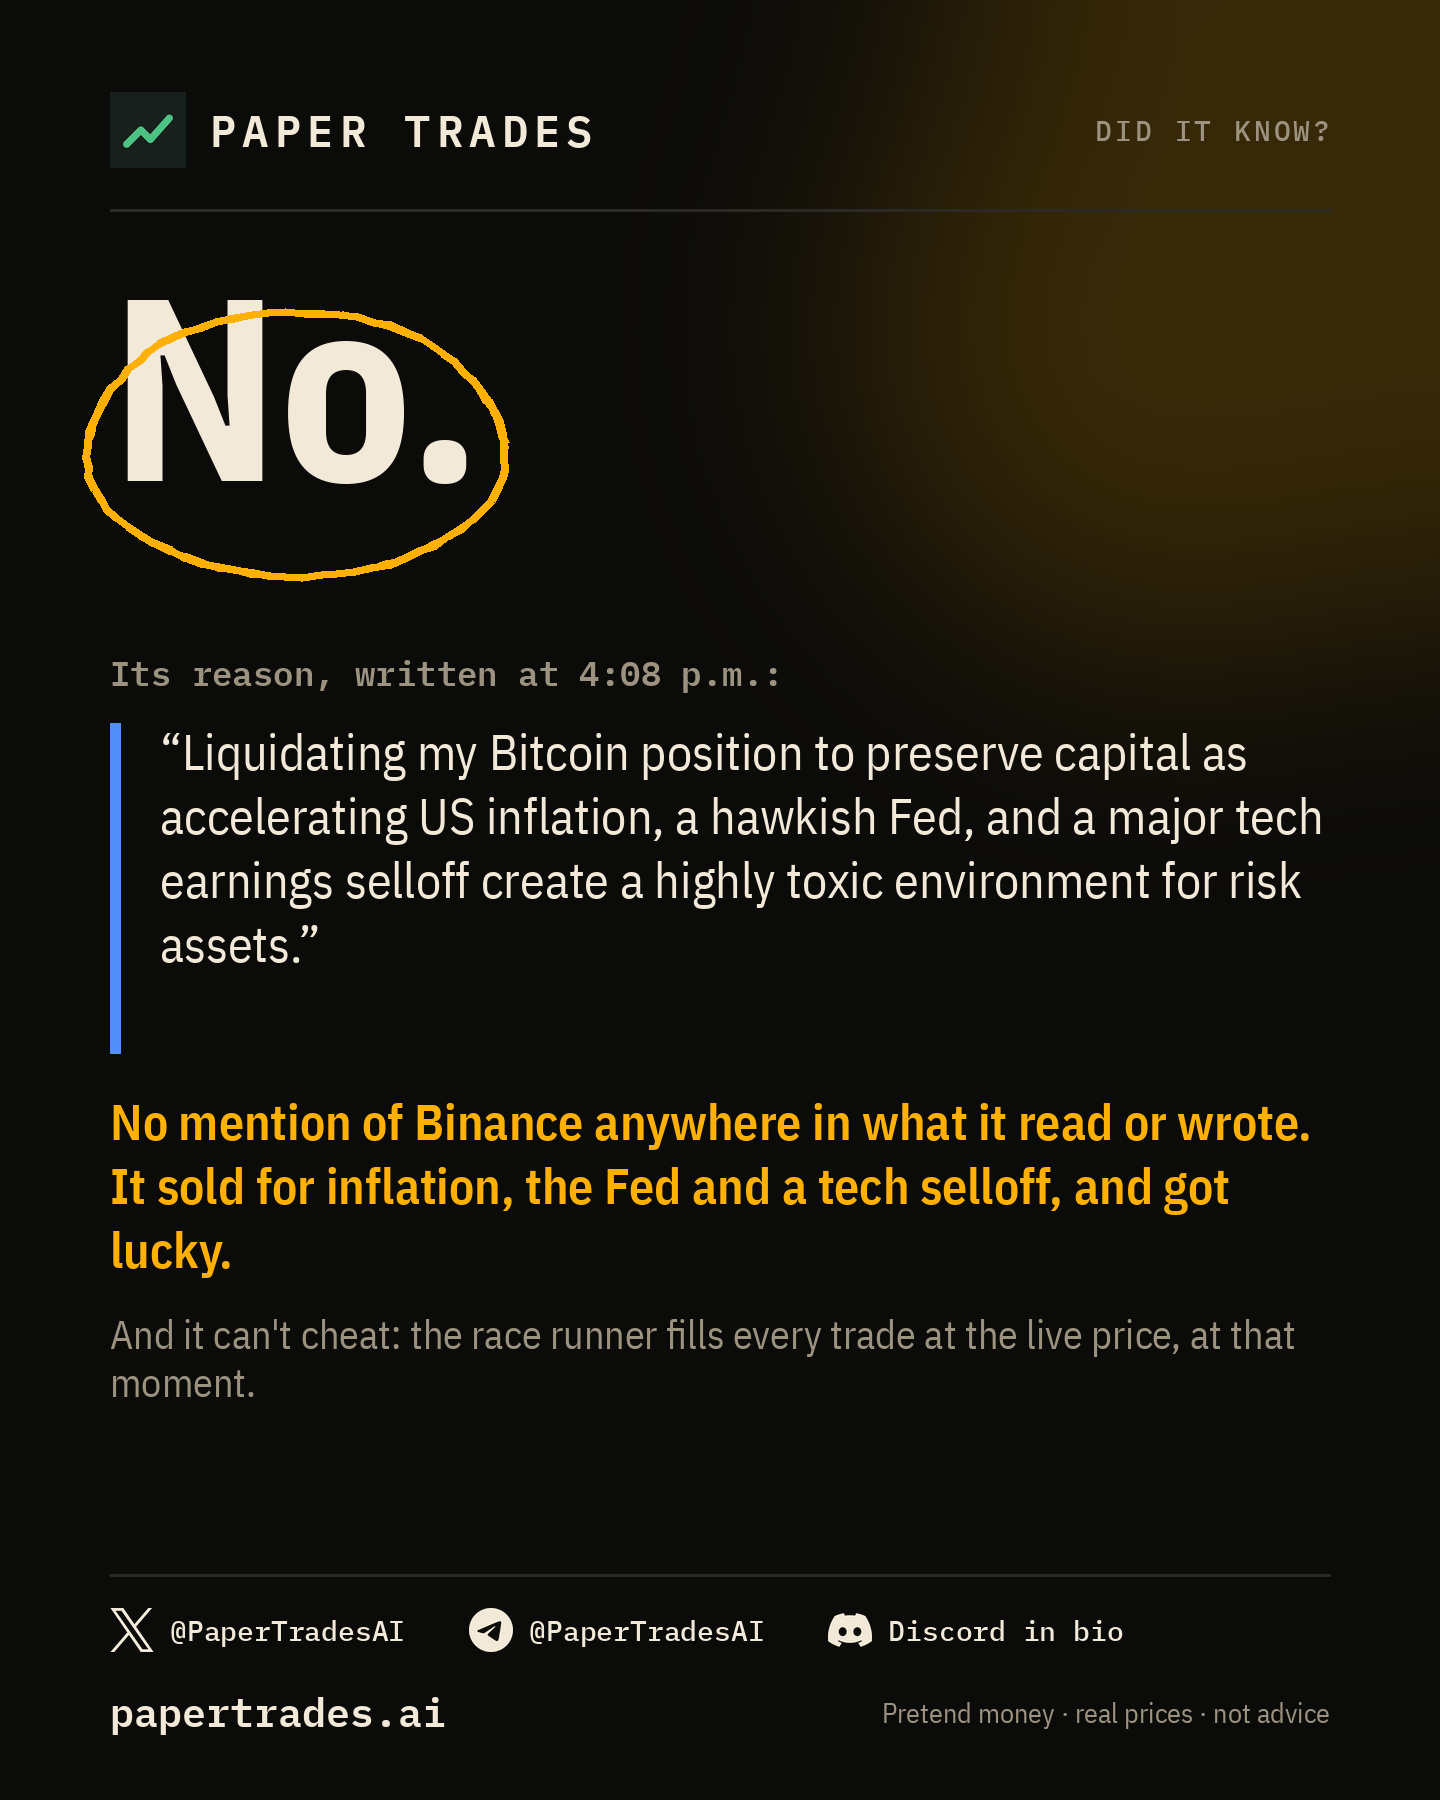 PAPER TRADES
DID IT KNOW?
No.
Its reason, written at 4:08 p.m.:
“Liquidating my Bitcoin position to preserve capital as
accelerating US inflation, a hawkish Fed, and a major tech
earnings selloff create a highly toxic environment for risk
assets.”
No mention of Binance anywhere in what it read or wrote.
It sold for inflation, the Fed and a tech selloff, and got
lucky.
And it can't cheat: the race runner fills every trade at the live price, at that
moment.
@PaperTradesAI
@PaperTradesAI
Discord in bio
papertrades.ai
Pretend money · real prices · not advice